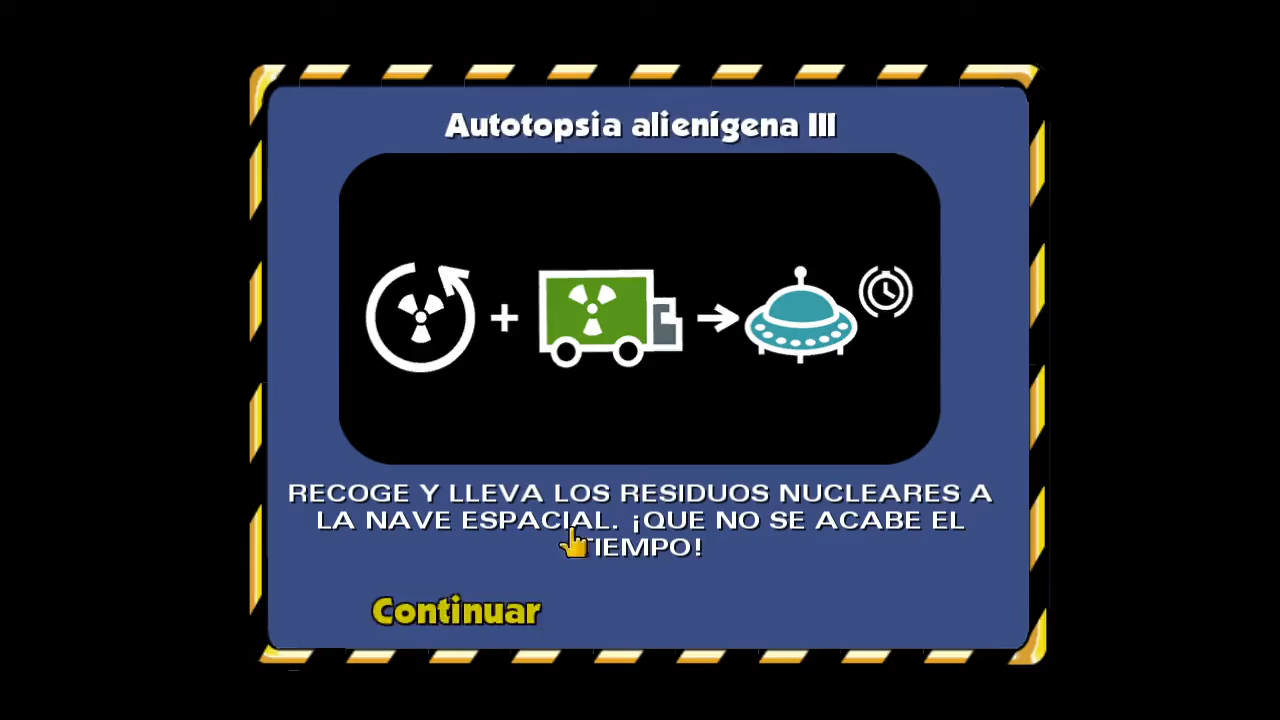 Autotopsia alienígena III
RECOGE Y LLEVA LOS RESIDUOS NUCLEARES A
LA NAVE ESPACIAL. ¡QUE NO SE ACABE EL
TIEMPO!
Continuar